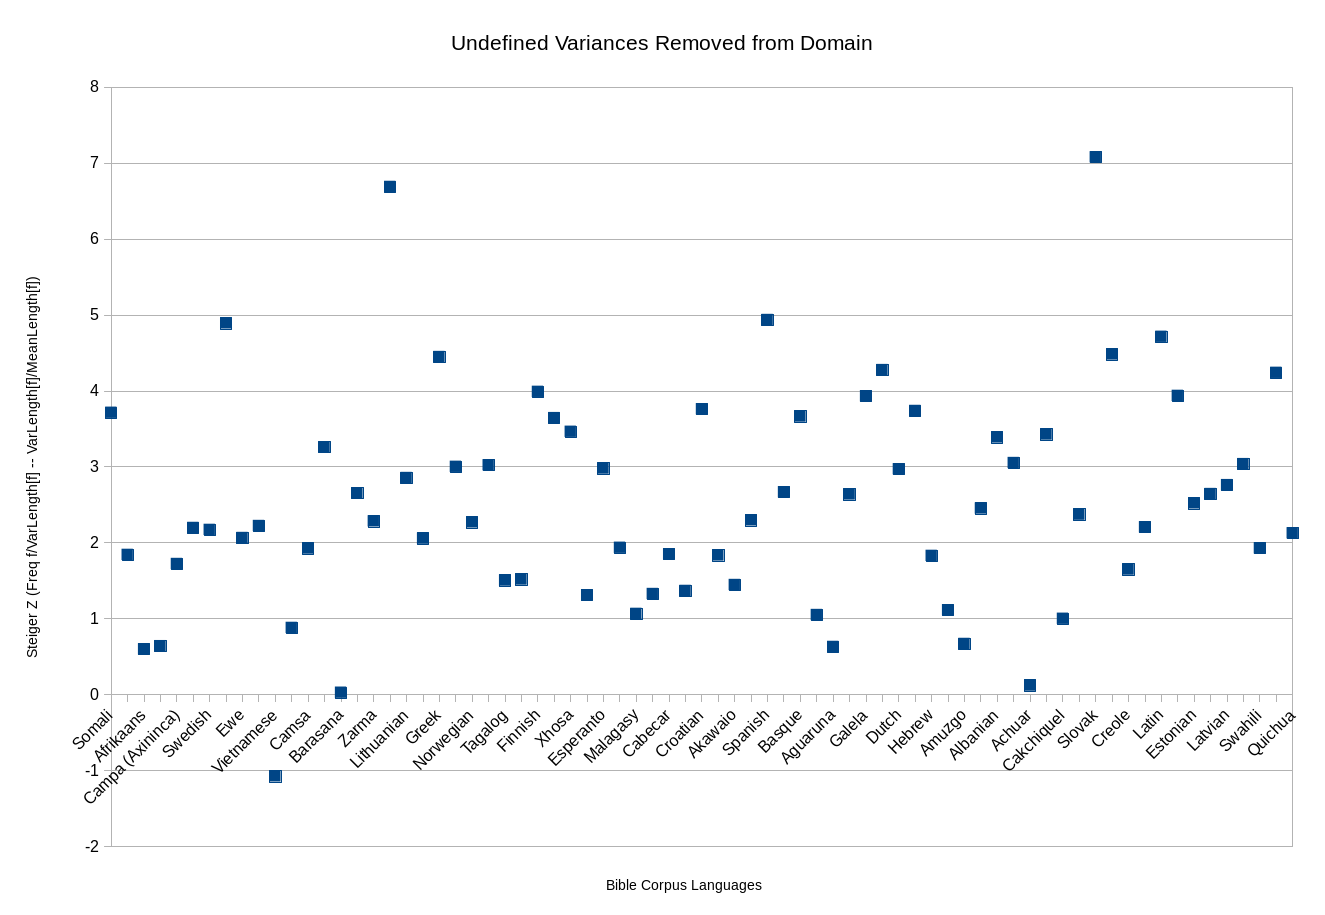 Undefined Variances Removed from Domain
Steiger Z (Freq f/VarLength[f] -- VarLength[f]/MeanLength[f])
8
7
6
5
4
3
2
1
0
-1
-2
Somali
Afrikaans
Campa (Axininca)
Swedish
Ewe
Vietnamese
Camsa
Barasana
Zarma
Lithuanian
Greek
Norwegian
Tagalog
Finnish
Xhosa
Esperanto
Malagasy
Cabecar
Croatian
Akawaio
Spanish
Basque
Aguaruna
Galela
Dutch
Hebrew
Amuzgo
Albanian
Achuar
Cakchiquel
Slovak
Creole
Latin
Estonian
Latvian
Swahili
Quichua
Bible Corpus Languages